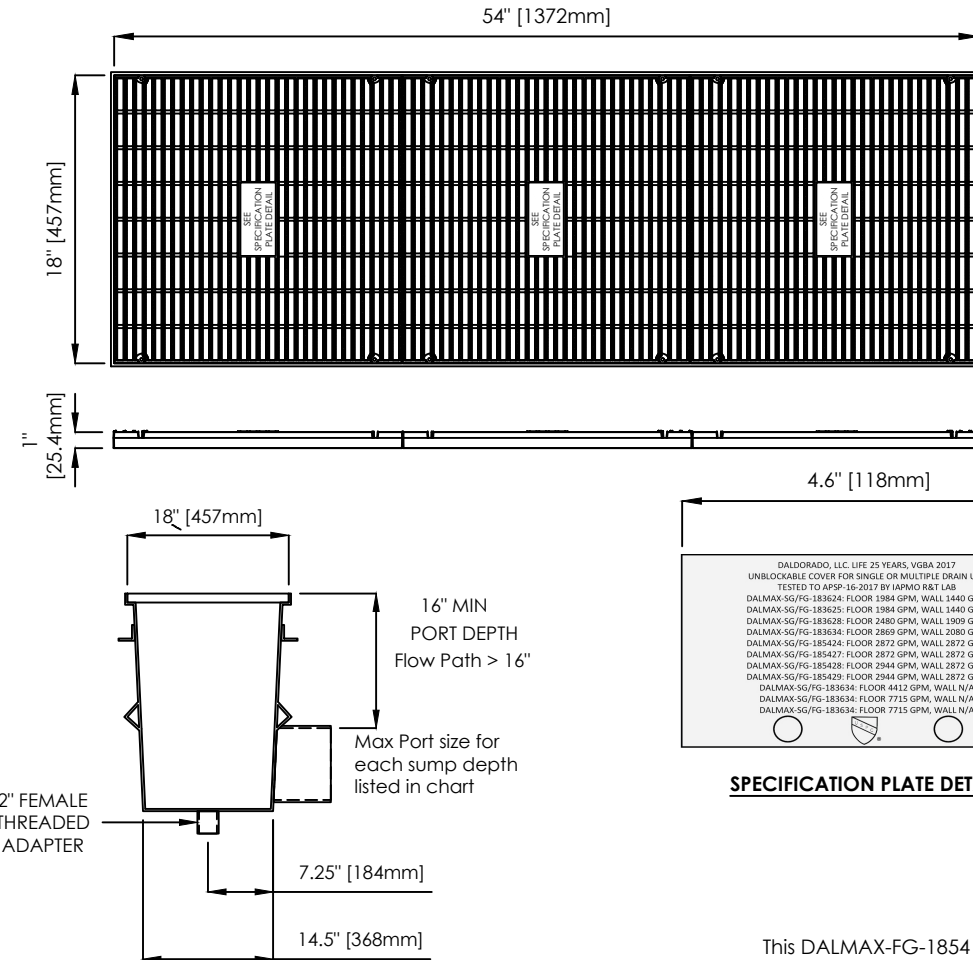 54" [1372mm]
18" [457mm]
SEE
SPECIFICATION
PLATE DETAIL
SEE
SPECIFICATION
PLATE DETAIL
SEE
SPECIFICATION
PLATE DETAIL
1"
[25.4mm]
18" [457mm]
16" MIN
PORT DEPTH
Flow Path > 16"
Max Port size for
each sump depth
listed in chart
2" FEMALE
THREADED
ADAPTER
7.25" [184mm]
14.5" [368mm]
4.6" [118mm]
DALDORADO, LLC. LIFE 25 YEARS, VGBA 2017
UNBLOCKABLE COVER FOR SINGLE OR MULTIPLE DRAIN U
TESTED TO APSP-16-2017 BY IAPMO R&T LAB
DALMAX-SG/FG-183624: FLOOR 1984 GPM, WALL 1440 G
DALMAX-SG/FG-183625: FLOOR 1984 GPM, WALL 1440 G
DALMAX-SG/FG-183628: FLOOR 2480 GPM, WALL 1909 G
DALMAX-SG/FG-183634: FLOOR 2869 GPM, WALL 2080 G
DALMAX-SG/FG-185424: FLOOR 2872 GPM, WALL 2872 G
DALMAX-SG/FG-185427: FLOOR 2872 GPM, WALL 2872 G
DALMAX-SG/FG-185428: FLOOR 2944 GPM, WALL 2872 G
DALMAX-SG/FG-185429: FLOOR 2944 GPM, WALL 2872 G
DALMAX-SG/FG-183634: FLOOR 4412 GPM, WALL N/A
DALMAX-SG/FG-183634: FLOOR 7715 GPM, WALL N/A
DALMAX-SG/FG-183634: FLOOR 7715 GPM, WALL N/A
SPECIFICATION PLATE DET
This DALMAX-FG-1854